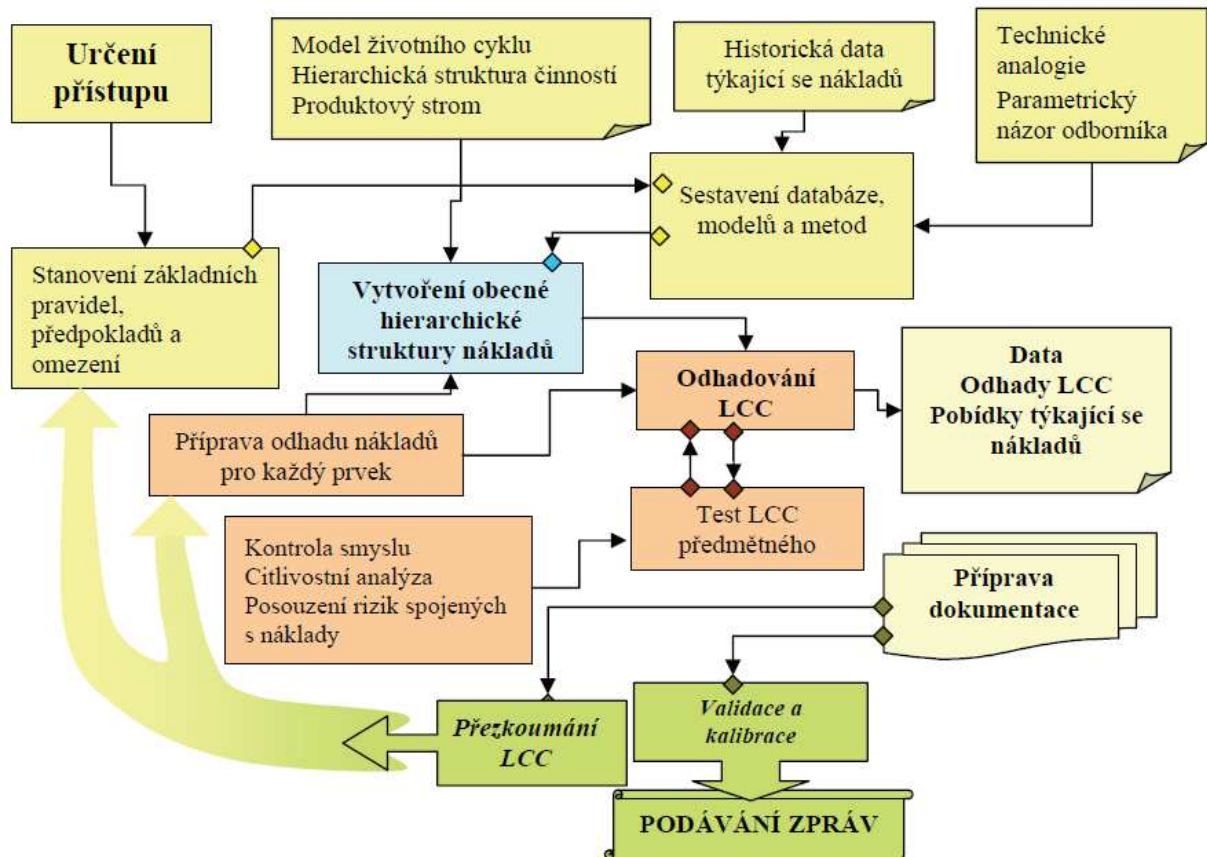 Určení
přístupu
Model životního cyklu
Hierarchická struktura činností
Produktový strom
Historická data
týkající se nákladů
Technické
analogie
Parametrický
názor odborníka
Sestavení databáze,
modelů a metod
Stanovení základních
pravidel,
předpokladů a
omezení
Vytvoření obecné
hierarchické
struktury nákladů
Odhadování
LCC
Data
Odhady LCC
Pobídky týkající se
nákladů
Příprava odhadu nákladů
pro každý prvek
Test LCC
předmětného
Kontrola smyslu
Citlivostní analýza
Posouzení rizik spojených
s náklady
Příprava
dokumentace
Přezkoumání
LCC
Validace a
kalibrace
PODÁVÁNÍ ZPRÁV